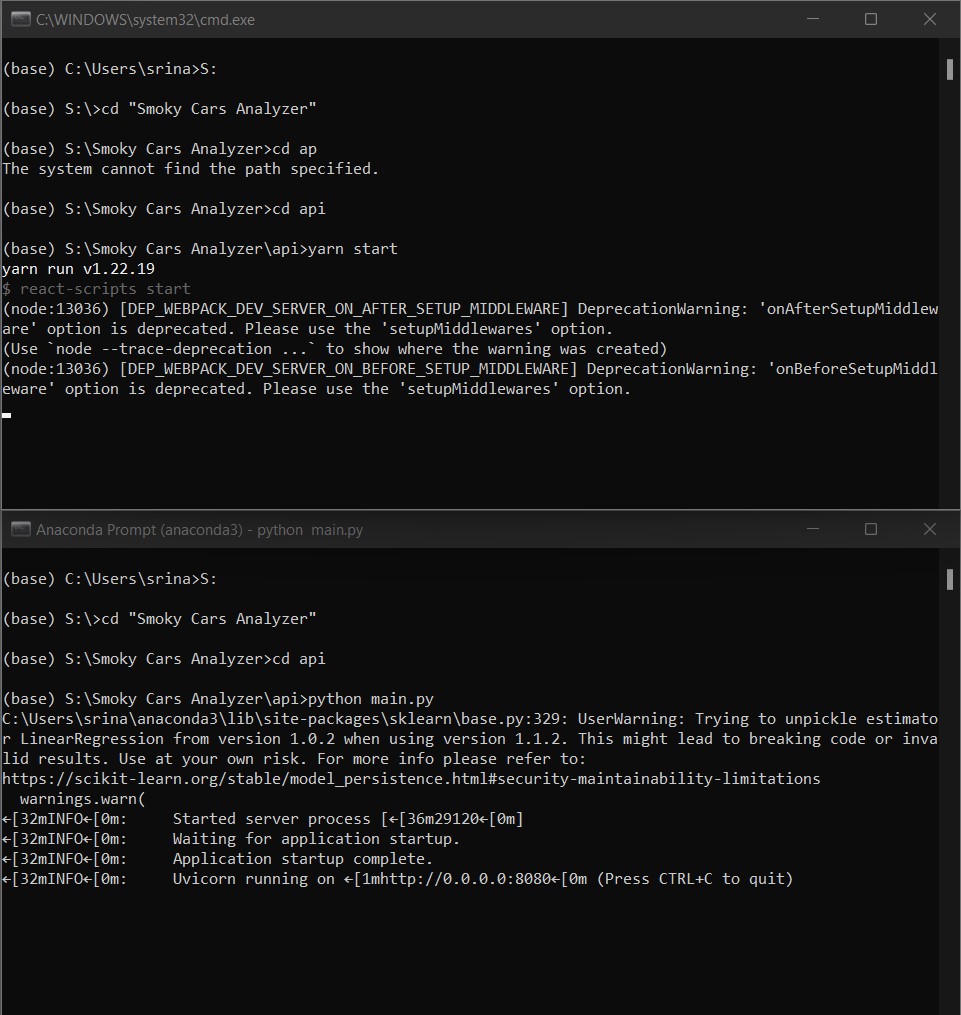 C:\WINDOWS\system32\cmd.exe
(base) C:\Users\srina>S:
(base) S:\>cd "Smoky Cars Analyzer"
(base) S:\Smoky Cars Analyzer>cd ap
The system cannot find the path specified.
(base) S:\Smoky Cars Analyzer>cd api
(base) S:\Smoky Cars Analyzer\api>yarn start
yarn run v1.22.19
$ react-scripts start
(node:13036) [DEP_WEBPACK_DEV_SERVER_ON_AFTER_SETUP_MIDDLEWARE] DeprecationWarning: 'onAfterSetupMiddlew
are' option is deprecated. Please use the 'setupMiddlewares' option.
(Use `node --trace-deprecation ...` to show where the warning was created)
(node:13036) [DEP_WEBPACK_DEV_SERVER_ON_BEFORE_SETUP_MIDDLEWARE] DeprecationWarning: 'onBeforeSetupMiddl
eware' option is deprecated. Please use the 'setupMiddlewares' option.
Anaconda Prompt (anaconda3) - python  main.py
(base) C:\Users\srina>S:
(base) S:\>cd "Smoky Cars Analyzer"
(base) S:\Smoky Cars Analyzer>cd api
(base) S:\Smoky Cars Analyzer\api>python main.py
C:\Users\srina\anaconda3\lib\site-packages\sklearn\base.py:329: UserWarning: Trying to unpickle estimato
r LinearRegression from version 1.0.2 when using version 1.1.2. This might lead to breaking code or inva
lid results. Use at your own risk. For more info please refer to:
https://scikit-learn.org/stable/model_persistence.html#security-maintainability-limitations
  warnings.warn(
←[32mINFO←[0m:     Started server process [←[36m29120←[0m]
←[32mINFO←[0m:     Waiting for application startup.
←[32mINFO←[0m:     Application startup complete.
←[32mINFO←[0m:     Uvicorn running on ←[1mhttp://0.0.0.0:8080←[0m (Press CTRL+C to quit)